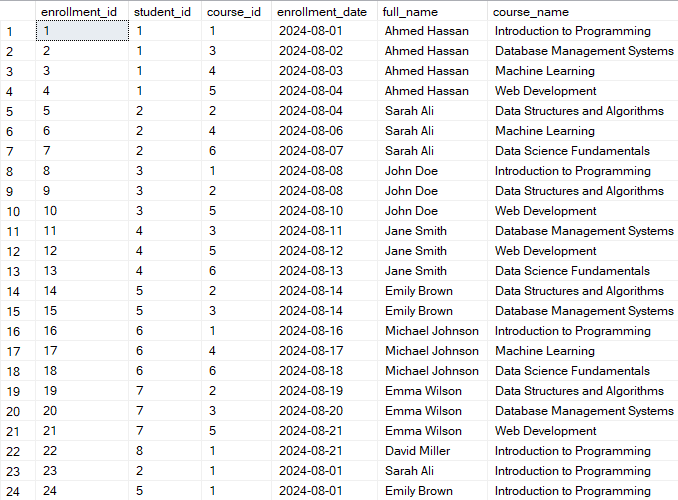 enrollment_id student_id course_id enrollment_date full_name course_name
1 1 1 1 2024-08-01 Ahmed Hassan Introduction to Programming
2 2 1 3 2024-08-02 Ahmed Hassan Database Management Systems
3 3 1 4 2024-08-03 Ahmed Hassan Machine Learning
4 4 1 5 2024-08-04 Ahmed Hassan Web Development
5 5 2 2 2024-08-04 Sarah Ali Data Structures and Algorithms
6 6 2 4 2024-08-06 Sarah Ali Machine Learning
7 7 2 6 2024-08-07 Sarah Ali Data Science Fundamentals
8 8 3 1 2024-08-08 John Doe Introduction to Programming
9 9 3 2 2024-08-08 John Doe Data Structures and Algorithms
10 10 3 5 2024-08-10 John Doe Web Development
11 11 4 3 2024-08-11 Jane Smith Database Management Systems
12 12 4 5 2024-08-12 Jane Smith Web Development
13 13 4 6 2024-08-13 Jane Smith Data Science Fundamentals
14 14 5 2 2024-08-14 Emily Brown Data Structures and Algorithms
15 15 5 3 2024-08-14 Emily Brown Database Management Systems
16 16 6 1 2024-08-16 Michael Johnson Introduction to Programming
17 17 6 4 2024-08-17 Michael Johnson Machine Learning
18 18 6 6 2024-08-18 Michael Johnson Data Science Fundamentals
19 19 7 2 2024-08-19 Emma Wilson Data Structures and Algorithms
20 20 7 3 2024-08-20 Emma Wilson Database Management Systems
21 21 7 5 2024-08-21 Emma Wilson Web Development
22 22 8 1 2024-08-21 David Miller Introduction to Programming
23 23 2 1 2024-08-01 Sarah Ali Introduction to Programming
24 24 5 1 2024-08-01 Emily Brown Introduction to Programming